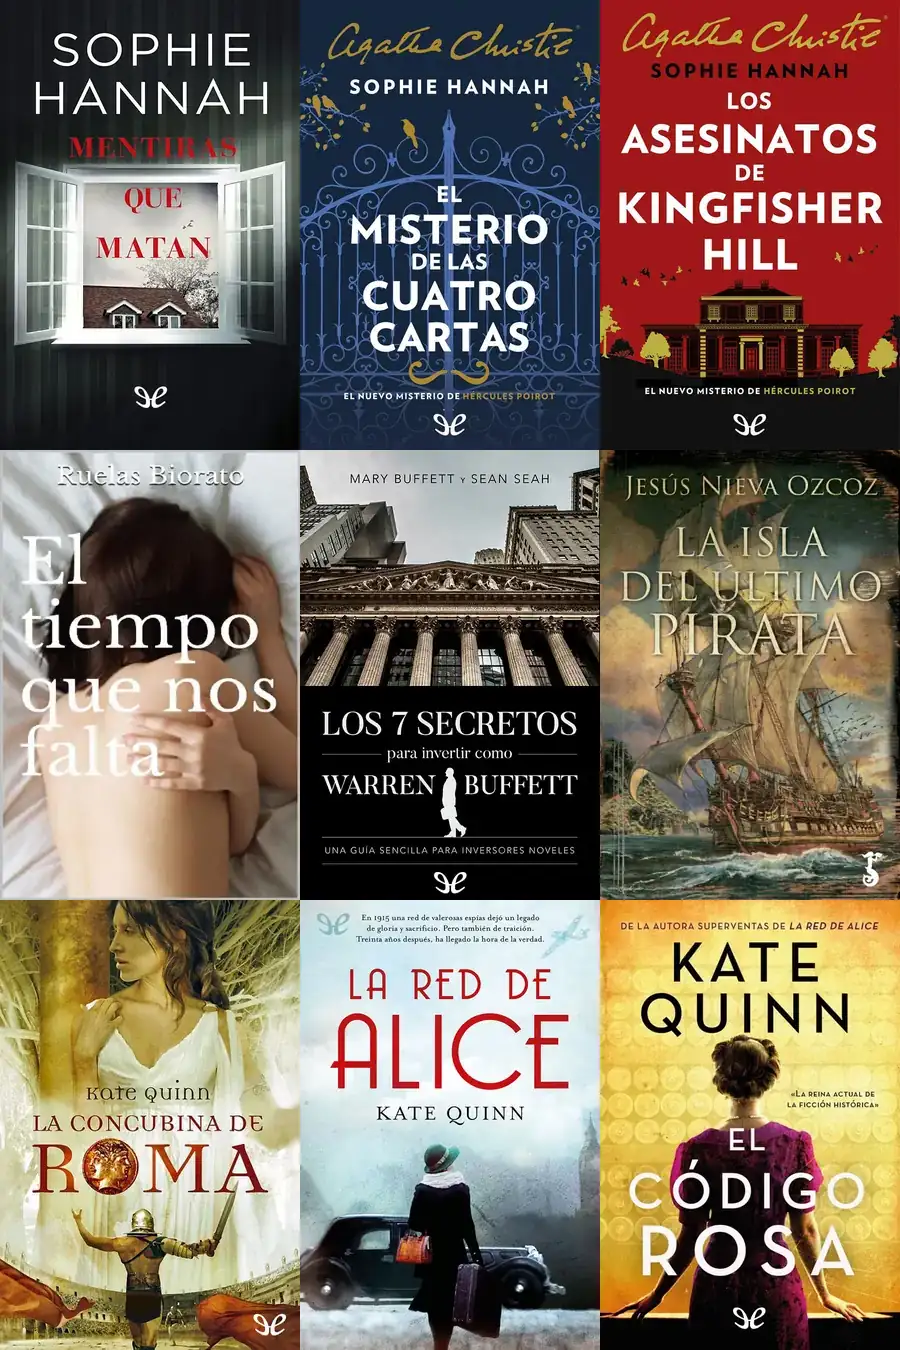 SOPHIE
HANNAH
MENTIRAS
QUE
MATAN
Agatha Christie
SOPHIE HANNAH
EL
MISTERIO
DE LAS
CUATRO
CARTAS
EL NUEVO MISTERIO DE HÉRCULES POIROT
Agatha Christie
SOPHIE HANNAH
LOS
ASESINATOS
DE
KINGFISHER
HILL
EL NUEVO MISTERIO DE HÉRCULES POIROT
Ruelas Biorato
El
tiempo
que nos
falta
MARY BUFFETT Y SEAN SEAH
LOS 7 SECRETOS
para invertir como
WARREN BUFFETT
UNA GUÍA SENCILLA PARA INVERSORES NOVELES
JESÚS NIEVA OZCOZ
LA ISLA
DEL ÚLTIMO
PIRATA
Kate Quinn
LA CONCUBINA DE
ROMA
En 1915 una red de valerosas espías dejó un legado
de gloria y sacrificio. Pero también de traición.
Treinta años después, ha llegado la hora de la verdad.
LA RED DE
ALICE
KATE QUINN
DE LA AUTORA SUPERVENTAS DE LA RED DE ALICE
KATE
QUINN
«LA REINA ACTUAL DE
LA FICCIÓN HISTÓRICA»
EL
CÓDIGO
ROSA